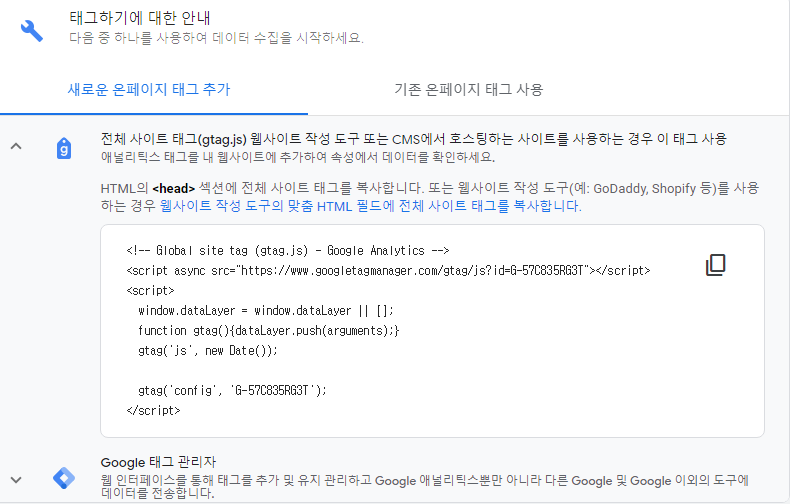 태그하기에 대한 안내
다음 중 하나를 사용하여 데이터 수집을 시작하세요.
새로운 온페이지 태그 추가
기존 온페이지 태그 사용
g
전체 사이트 태그(gtag.js) 웹사이트 작성 도구 또는 CMS에서 호스팅하는 사이트를 사용하는 경우 이 태그 사용
애널리틱스 태그를 내 웹사이트에 추가하여 속성에서 데이터를 확인하세요.
HTML의 <head> 섹션에 전체 사이트 태그를 복사합니다. 또는 웹사이트 작성 도구(예: GoDaddy, Shopify 등)를 사용
하는 경우 웹사이트 작성 도구의 맞춤 HTML 필드에 전체 사이트 태그를 복사합니다.
<!-- Global site tag (gtag.js) - Google Analytics -->
<script async src="https://www.googletagmanager.com/gtag/js?id=G-57C835RG3T"></script>
<script>
window.dataLayer = window.dataLayer || [];
function gtag(){dataLayer.push(arguments);}
gtag('js', new Date());
gtag('config', 'G-57C835RG3T');
</script>
Google 태그 관리자
웹 인터페이스를 통해 태그를 추가 및 유지 관리하고 Google 애널리틱스뿐만 아니라 다른 Google 및 Google 이외의 도구에
데이터를 전송합니다.